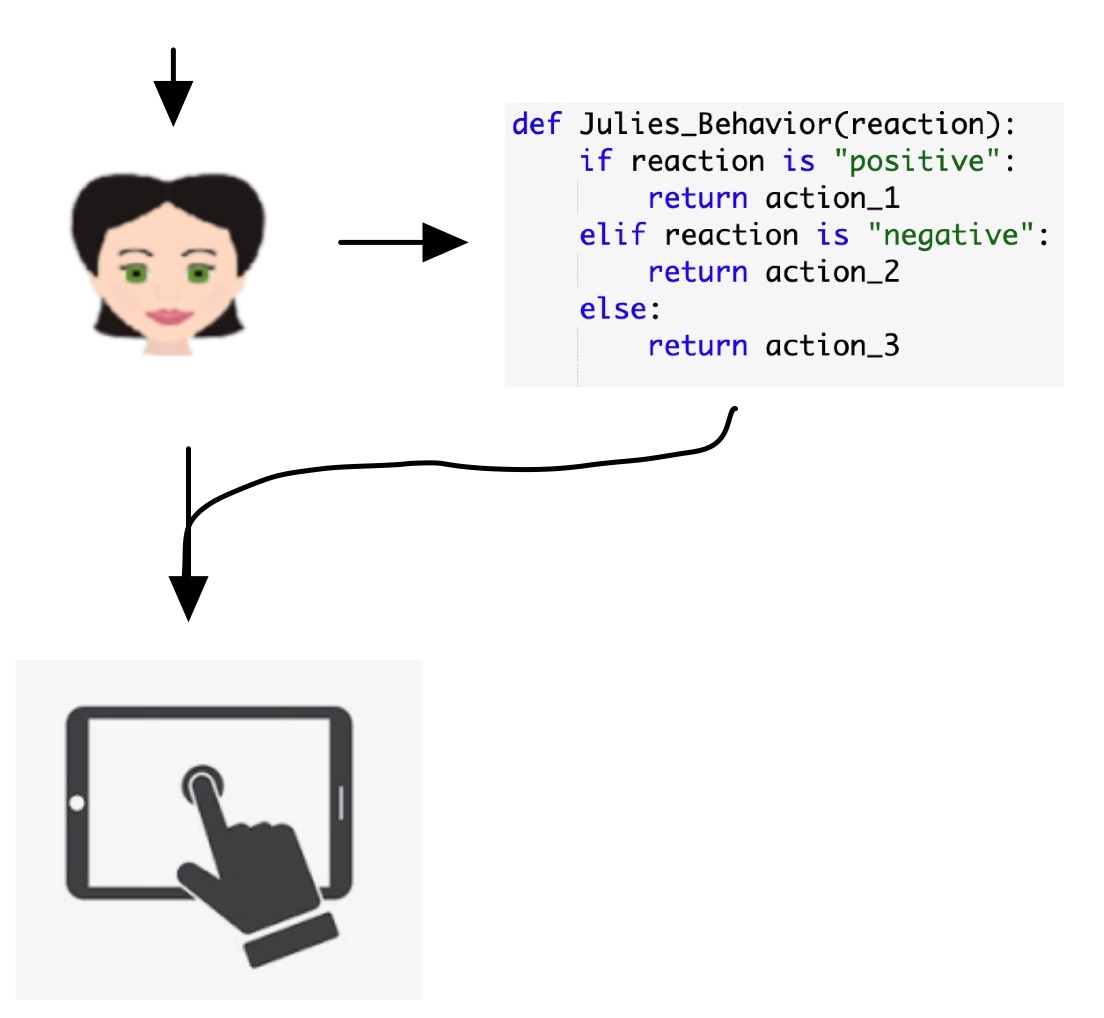 def Julies_Behavior(reaction):
    if reaction is "positive":
        return action_1
    elif reaction is "negative":
        return action_2
    else:
        return action_3